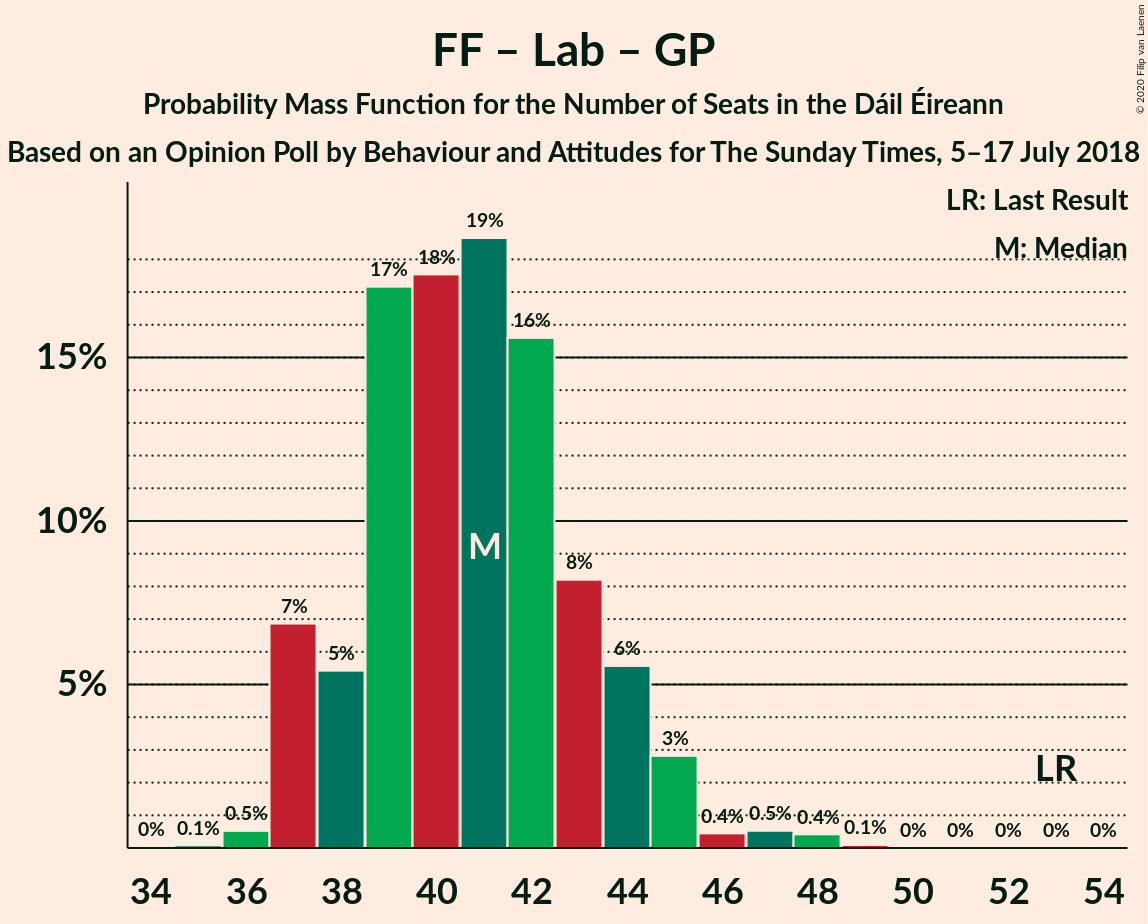 FF – Lab – GP
Probability Mass Function for the Number of Seats in the Dáil Éireann
Based on an Opinion Poll by Behaviour and Attitudes for The Sunday Times, 5–17 July 2018
© 2020 Filip van Laenen
LR: Last Result
M: Median
15%
10%
5%
0%
0.1%
0.5%
7%
5%
17%
18%
19%
16%
8%
6%
3%
0.4%
0.5%
0.4%
0.1%
0%
0%
0%
0%
0%
M
LR
34 36 38 40 42 44 46 48 50 52 54